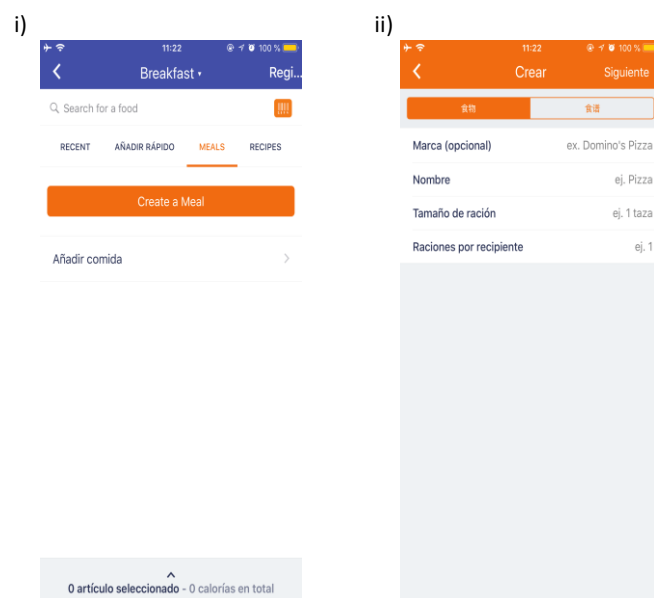 i)
11:22 100 %
Breakfast Regi...
Search for a food
RECENT AÑADIR RÁPIDO MEALS RECIPES
Create a Meal
Añadir comida
0 artículo seleccionado - 0 calorías en total
ii)
11:22 100 %
Crear Siguiente
食物 食谱
Marca (opcional) ex. Domino's Pizza
Nombre ej. Pizza
Tamaño de ración ej. 1 taza
Raciones por recipiente ej. 1